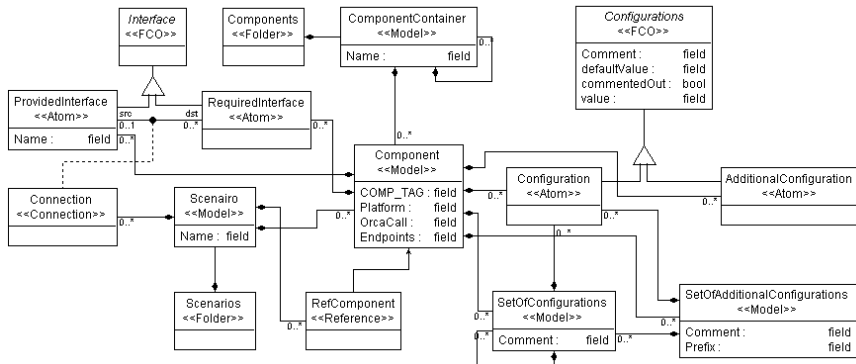 Interface
<<FCO>>
Components
<<Folder>>
ComponentContainer
<<Model>>
Name : field
0..*
Configurations
<<FCO>>
Comment : field
defaultValue : field
commentedOut : bool
value : field
ProvidedInterface
<<Atom>>
Name : field
src
0..1
0..*
dst
0..*
RequiredInterface
<<Atom>>
0..*
0..*
Component
<<Model>>
COMP_TAG : field
Platform : field
OrcaCall : field
Endpoints : field
Configuration
<<Atom>>
0..*
0..*
0..*
AdditionalConfiguration
<<Atom>>
0..*
Connection
<<Connection>>
0..*
Scenairo
<<Model>>
Name : field
0..*
Scenarios
<<Folder>>
RefComponent
<<Reference>>
0..*
SetOfConfigurations
<<Model>>
Comment : field
0..*
0..*
0..*
0..*
SetOfAdditionalConfigurations
<<Model>>
Comment : field
Prefix : field